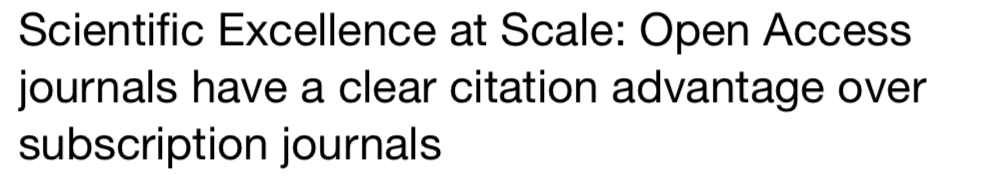 Scientific Excellence at Scale: Open Access
journals have a clear citation advantage over
subscription journals